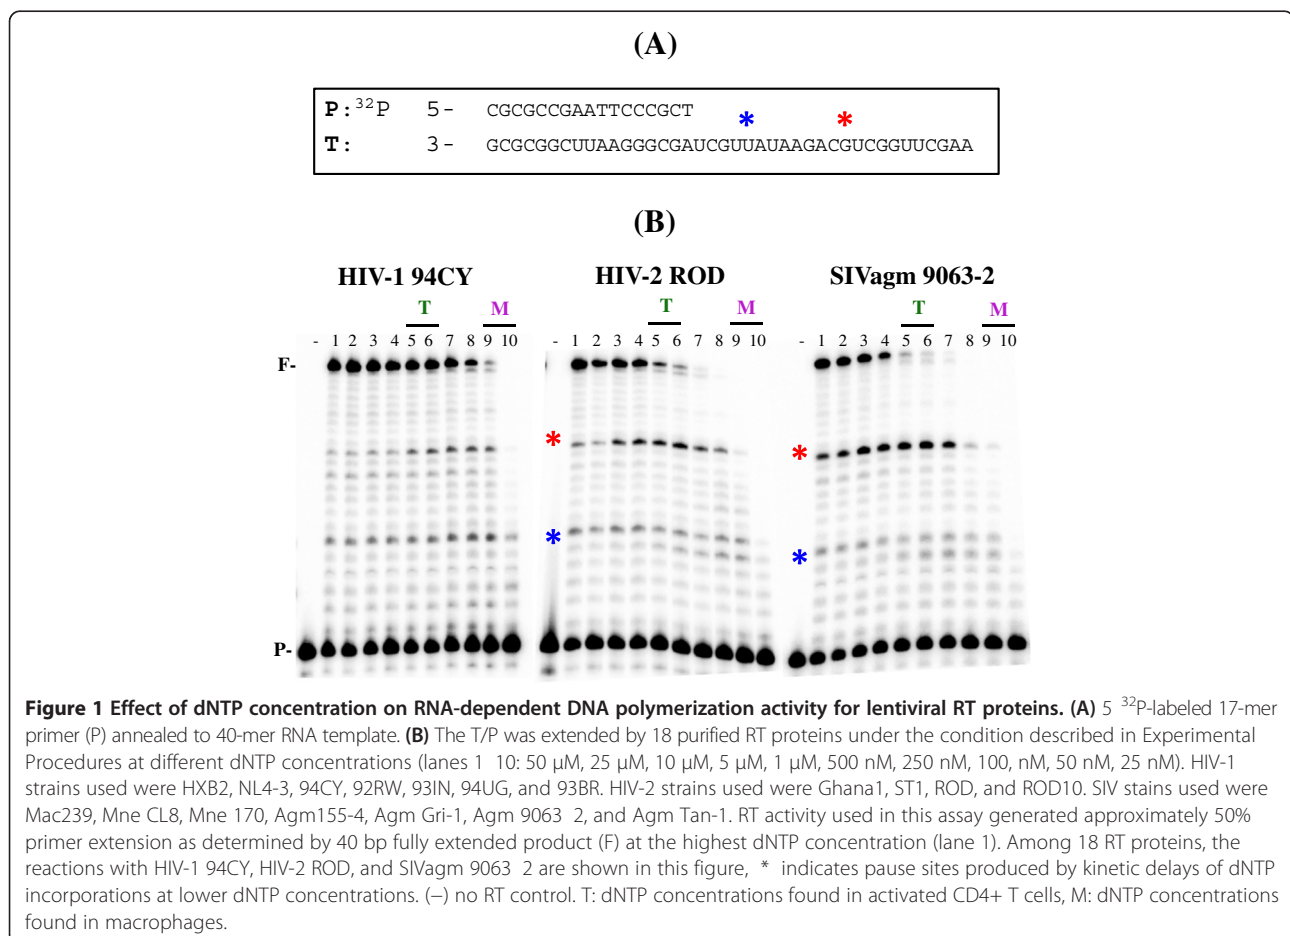 (A)
P: ³²P 5- CGCGCCGAATTCCCGCT * *
T: 3- GCGCGGCUUAAGGGCGAUCGUUAUAAGACGUCGGUUCGAA
(B)
HIV-1 94CY HIV-2 ROD SIVagm 9063-2
T M T M T M
- 1 2 3 4 5 6 7 8 9 10 - 1 2 3 4 5 6 7 8 9 10 - 1 2 3 4 5 6 7 8 9 10
F-
* *
* *
P-
Figure 1 Effect of dNTP concentration on RNA-dependent DNA polymerization activity for lentiviral RT proteins. (A) 5 ³²P-labeled 17-mer
primer (P) annealed to 40-mer RNA template. (B) The T/P was extended by 18 purified RT proteins under the condition described in Experimental
Procedures at different dNTP concentrations (lanes 1 10: 50 μM, 25 μM, 10 μM, 5 μM, 1 μM, 500 nM, 250 nM, 100, nM, 50 nM, 25 nM). HIV-1
strains used were HXB2, NL4-3, 94CY, 92RW, 93IN, 94UG, and 93BR. HIV-2 strains used were Ghana1, ST1, ROD, and ROD10. SIV stains used were
Mac239, Mne CL8, Mne 170, Agm155-4, Agm Gri-1, Agm 9063 2, and Agm Tan-1. RT activity used in this assay generated approximately 50%
primer extension as determined by 40 bp fully extended product (F) at the highest dNTP concentration (lane 1). Among 18 RT proteins, the
reactions with HIV-1 94CY, HIV-2 ROD, and SIVagm 9063 2 are shown in this figure, * indicates pause sites produced by kinetic delays of dNTP
incorporations at lower dNTP concentrations. (−) no RT control. T: dNTP concentrations found in activated CD4+ T cells, M: dNTP concentrations
found in macrophages.